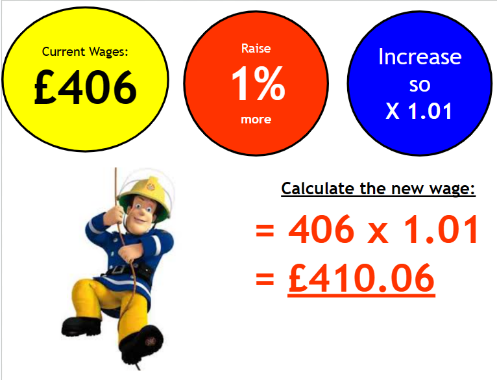 Current Wages:
£406
Raise
1%
more
Increase
so
X 1.01
Calculate the new wage:
= 406 x 1.01
= £410.06